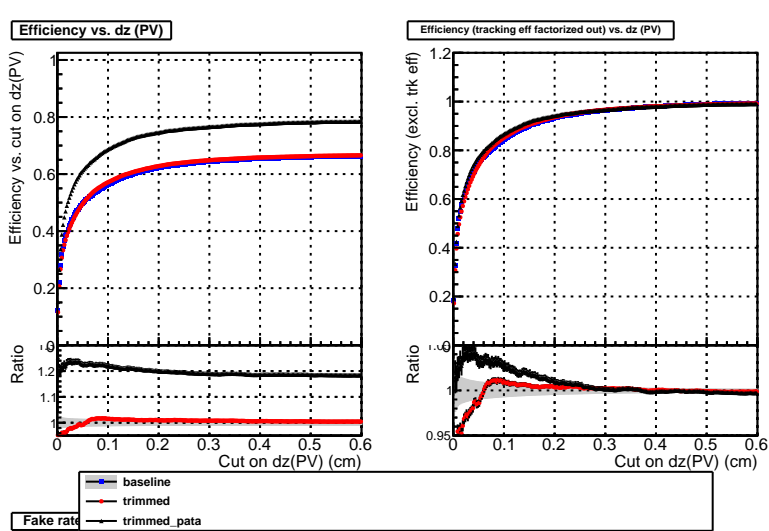 Efficiency vs. dz (PV)
Efficiency vs. cut on dz(PV)
1
0.8
0.6
0.4
0.2
0
Ratio
1.2
1.1
1
0 0.1 0.2 0.3 0.4 0.5 0.6
Cut on dz(PV) (cm)
Efficiency (tracking eff factorized out) vs. dz (PV)
Efficiency (excl. trk eff)
1.2
1
0.8
0.6
0.4
0.2
Ratio
1
0.95
0 0.1 0.2 0.3 0.4 0.5 0.6
Cut on dz(PV) (cm)
baseline
trimmed
trimmed_pata
Fake rate